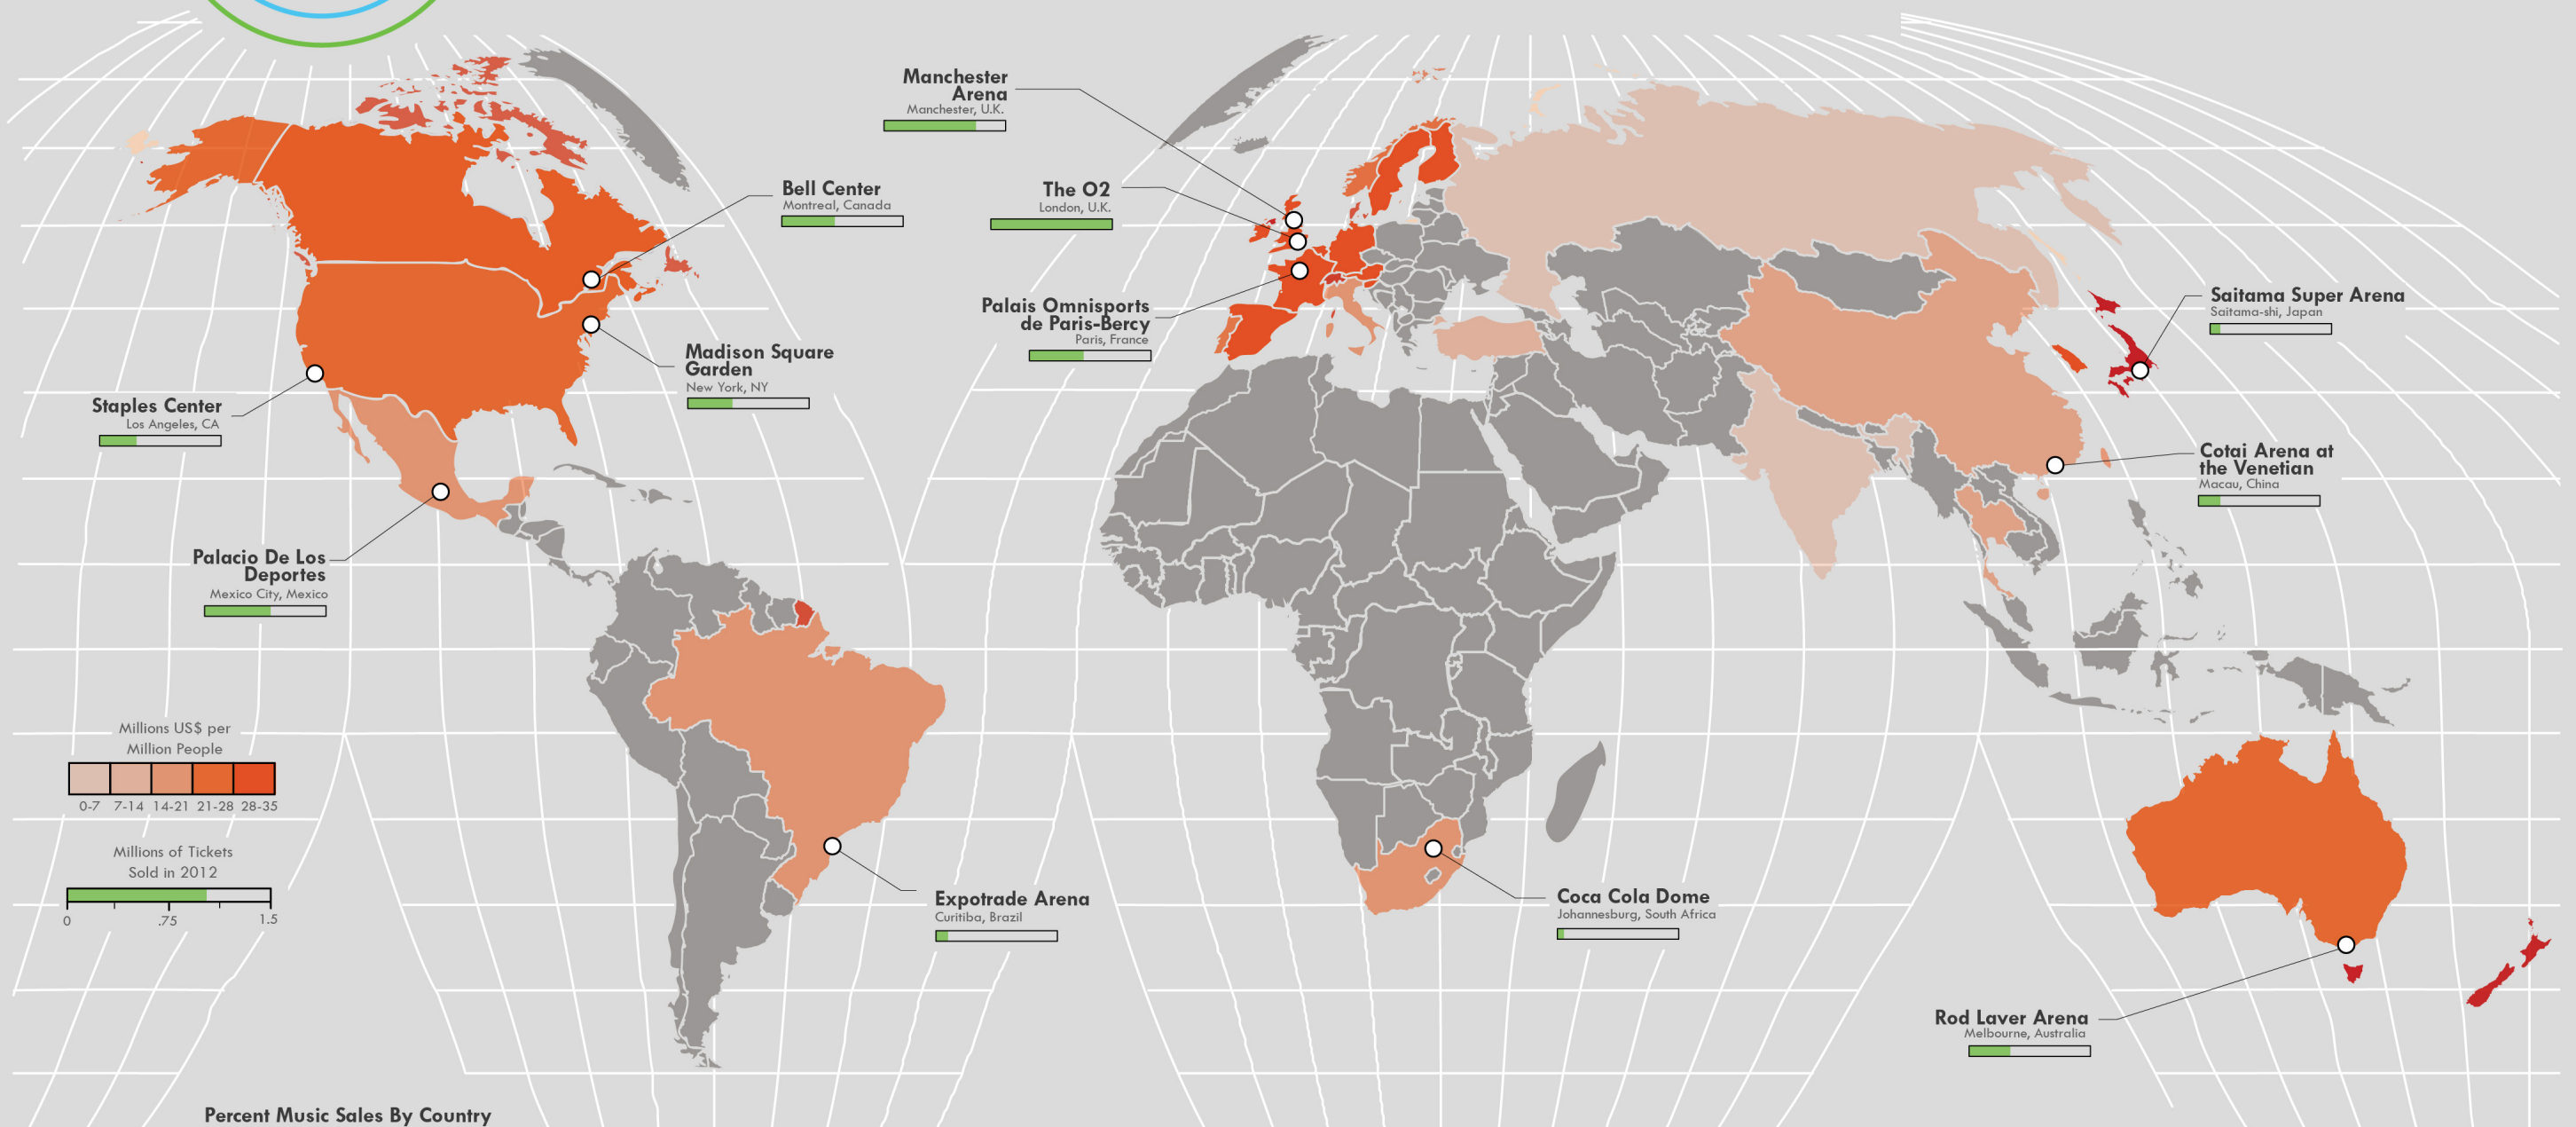 Manchester
Arena
Manchester, U.K.
Bell Center
Montreal, Canada
The O2
London, U.K.
Palais Omnisports
de Paris-Bercy
Paris, France
Saitama Super Arena
Saitama-shi, Japan
Madison Square
Garden
New York, NY
Staples Center
Los Angeles, CA
Cotai Arena at
the Venetian
Macau, China
Palacio De Los
Deportes
Mexico City, Mexico
Millions US$ per
Million People
0-7 7-14 14-21 21-28 28-35
Millions of Tickets
Sold in 2012
0 .75 1.5
Expotrade Arena
Curitiba, Brazil
Coca Cola Dome
Johannesburg, South Africa
Rod Laver Arena
Melbourne, Australia
Percent Music Sales By Country